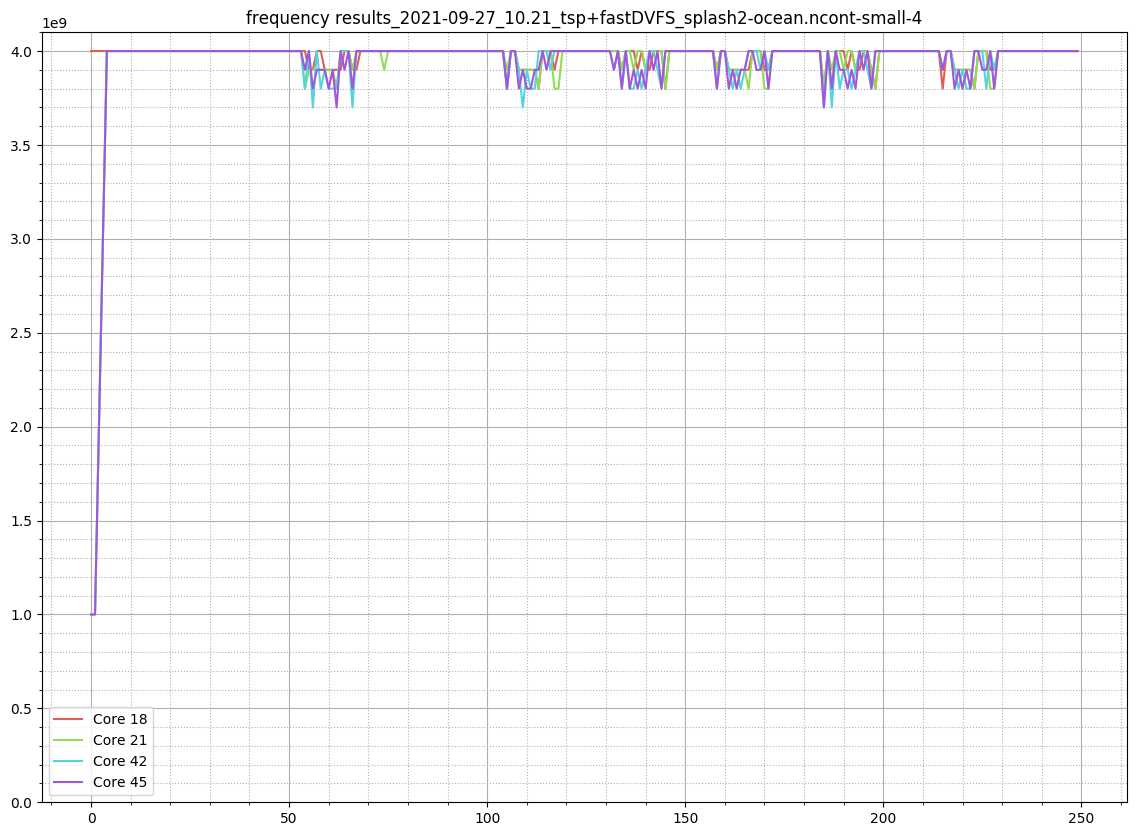 frequency results_2021-09-27_10.21_tsp+fastDVFS_splash2-ocean.ncont-small-4
1e9
4.0
3.5
3.0
2.5
2.0
1.5
1.0
0.5
0.0
Core 18
Core 21
Core 42
Core 45
0 50 100 150 200 250